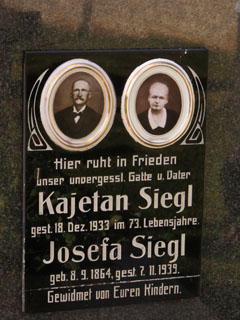 Hier ruht in Frieden
unser unvergessl. Gatte u. Vater
Kajetan Siegl
gest. 18. Dez. 1933 im 73. Lebensjahre.
Josefa Siegl
geb. 8. 9. 1864, gest. 7. 11. 1939.
Gewidmet von Euren Kindern.